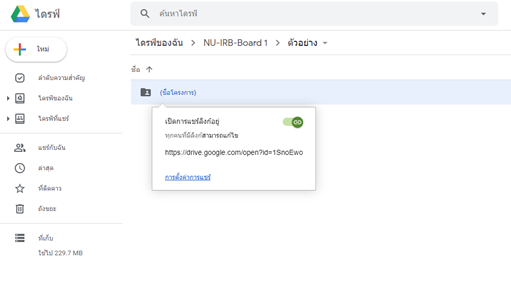 ไดรฟ์
ค้นหาไดรฟ์
ใหม่
ไดรฟ์ของฉัน > NU-IRB-Board 1 > ตัวอย่าง
ชื่อ
ลำดับความสำคัญ
(ชื่อโครงการ)
ไดรฟ์ของฉัน
ไดรฟ์ที่แชร์
เปิดการแชร์ลิงก์อยู่
ทุกคนที่มีลิงก์สามารถแก้ไข
แชร์กับฉัน
https://drive.google.com/open?id=1SnoEwo
ล่าสุด
การตั้งค่าการแชร์
ที่ติดดาว
ถังขยะ
ที่เก็บ
ใช้ไป 229.7 MB